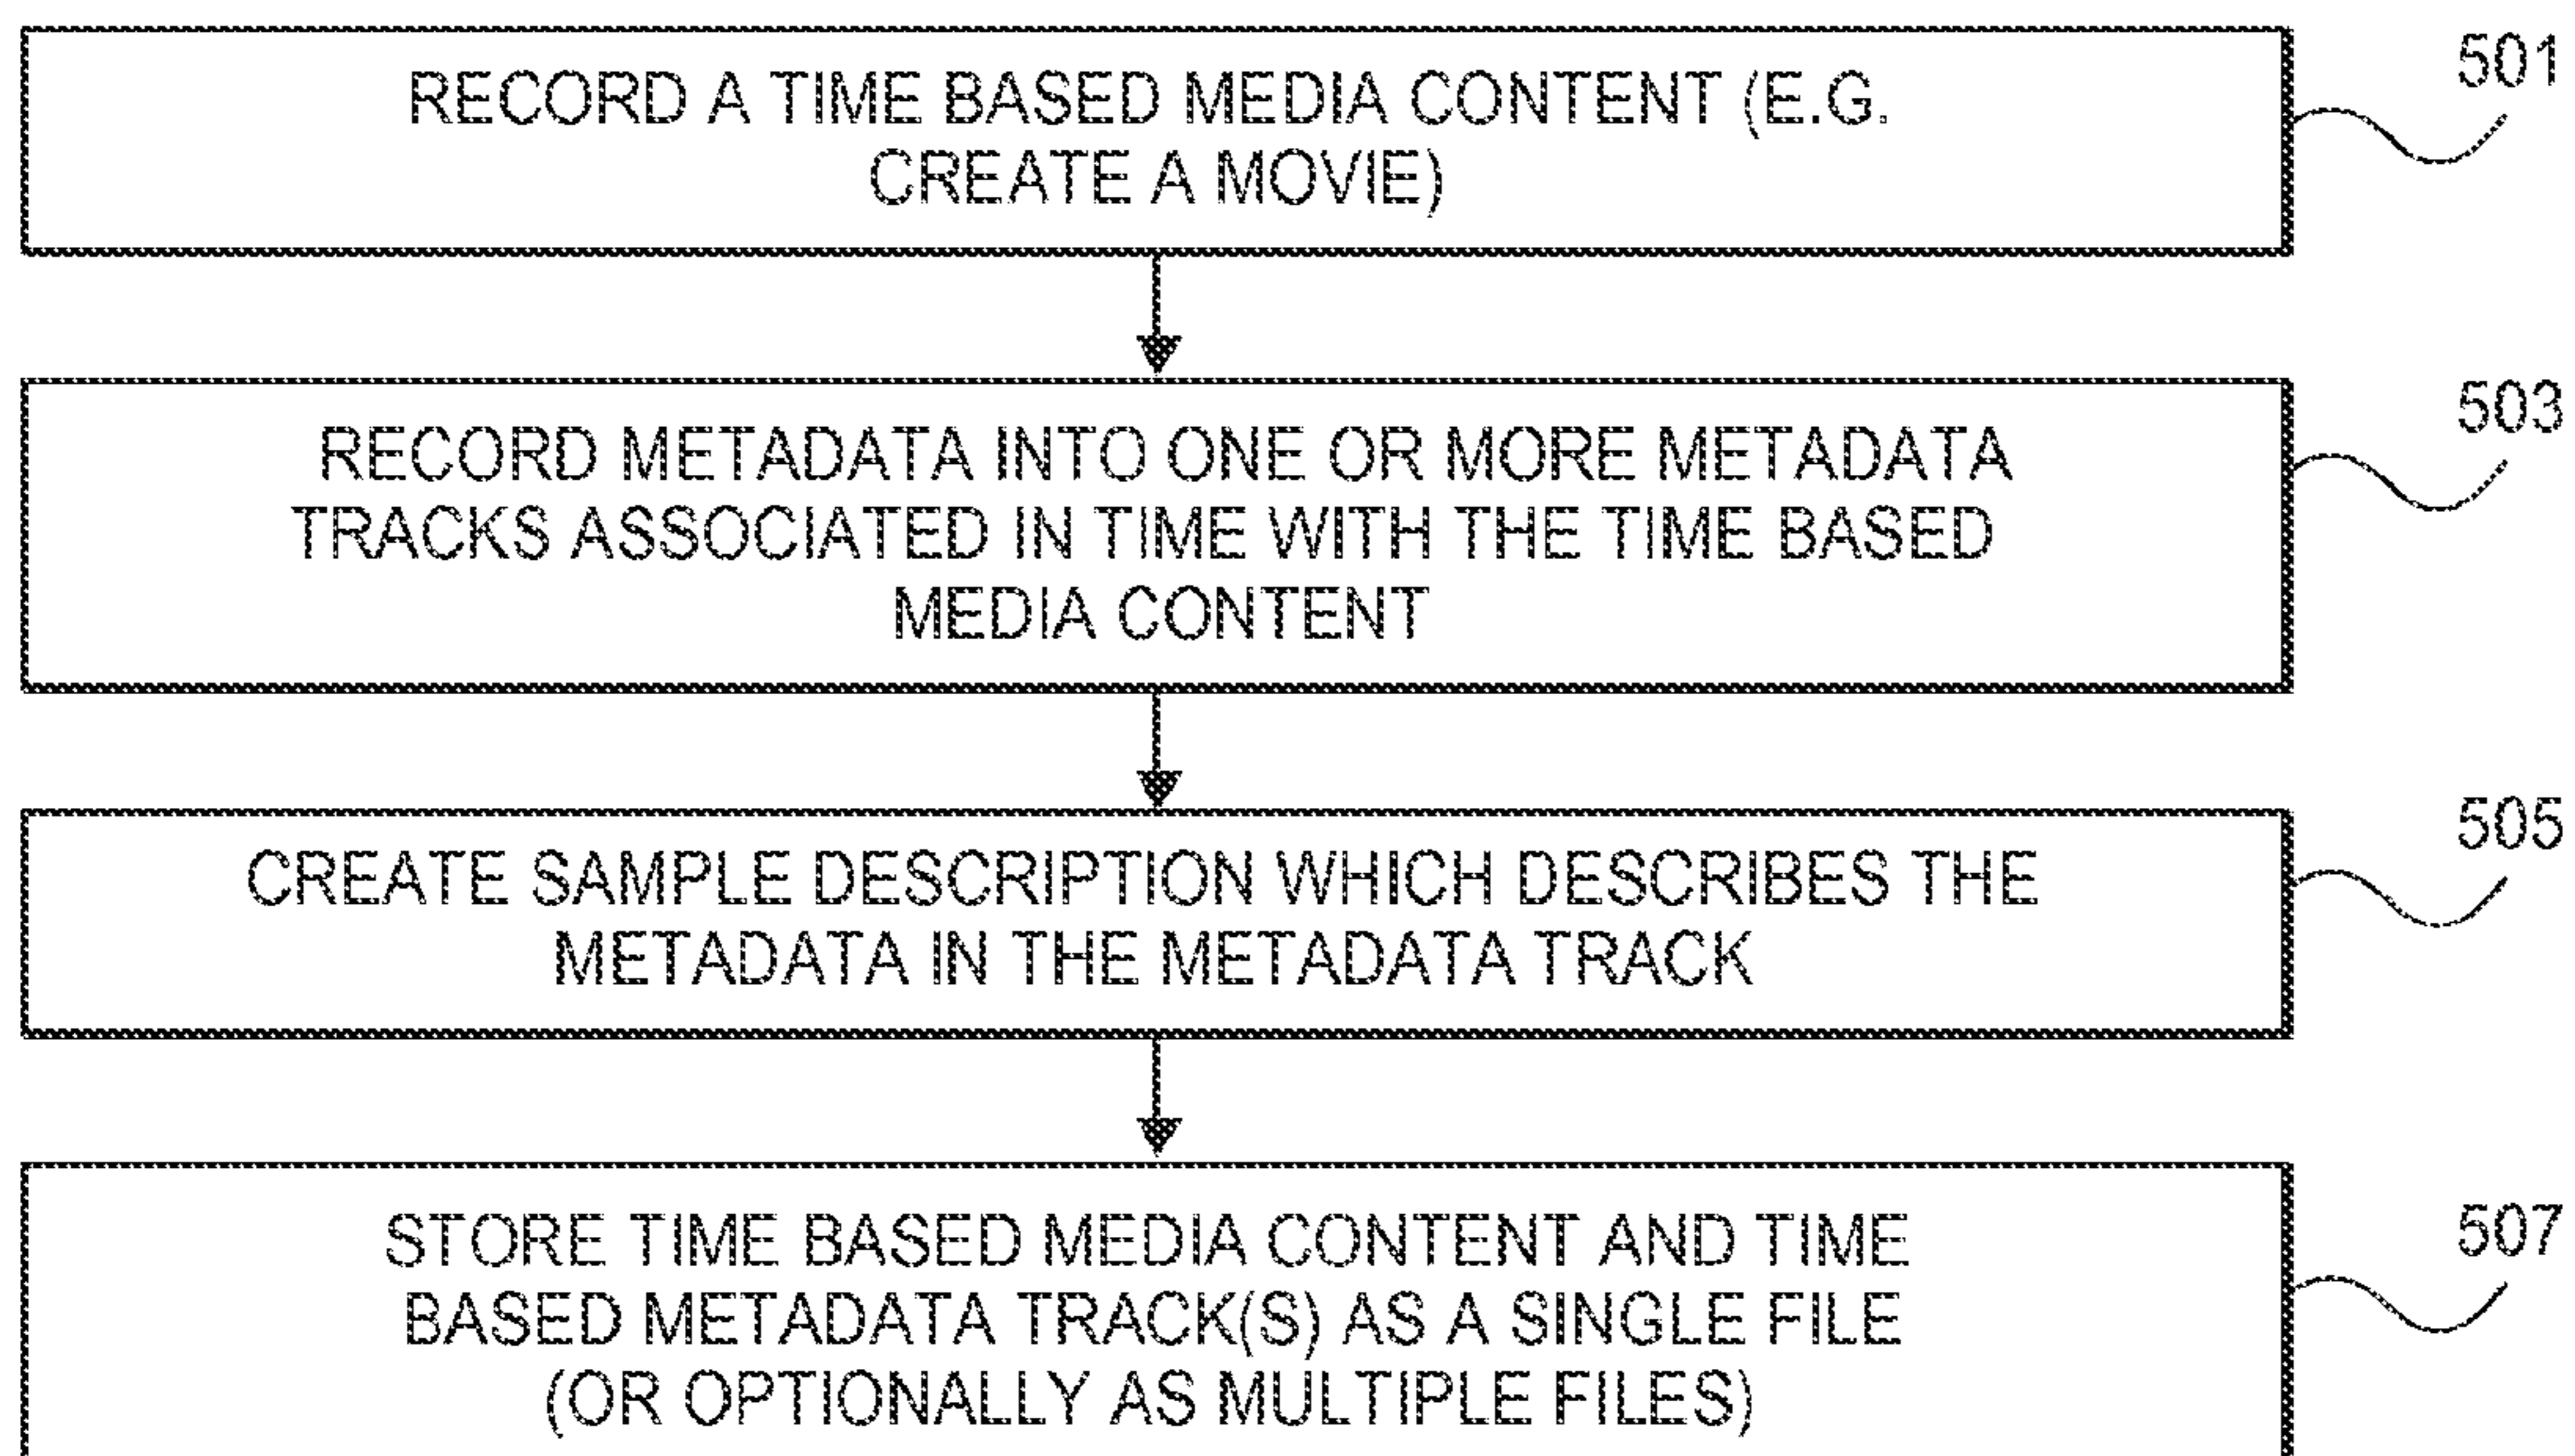 RECORD A TIME BASED MEDIA CONTENT (E.G.
CREATE A MOVIE)
501
RECORD METADATA INTO ONE OR MORE METADATA
TRACKS ASSOCIATED IN TIME WITH THE TIME BASED
MEDIA CONTENT
503
CREATE SAMPLE DESCRIPTION WHICH DESCRIBES THE
METADATA IN THE METADATA TRACK
505
STORE TIME BASED MEDIA CONTENT AND TIME
BASED METADATA TRACK(S) AS A SINGLE FILE
(OR OPTIONALLY AS MULTIPLE FILES)
507